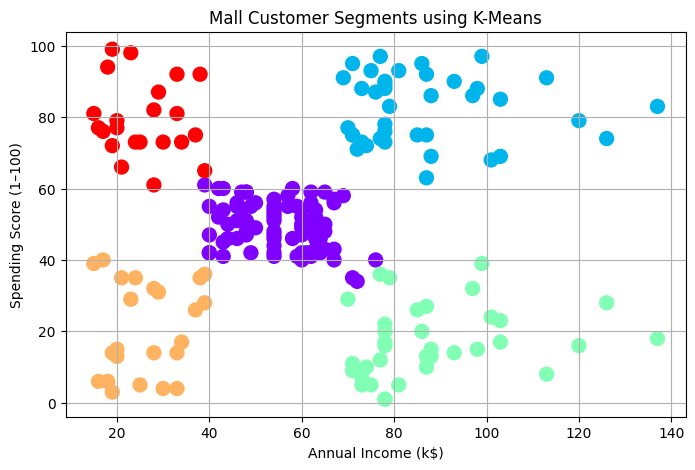 Mall Customer Segments using K-Means
Spending Score (1–100)
100
80
60
40
20
0
20 40 60 80 100 120 140
Annual Income (k$)